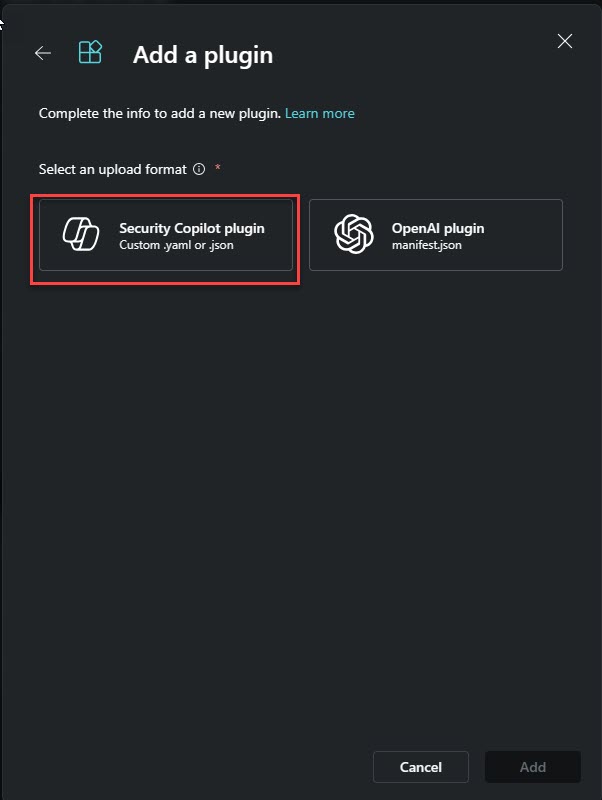 Add a plugin
Complete the info to add a new plugin. Learn more
Select an upload format *
Security Copilot plugin
Custom .yaml or .json
OpenAI plugin
manifest.json
Cancel
Add